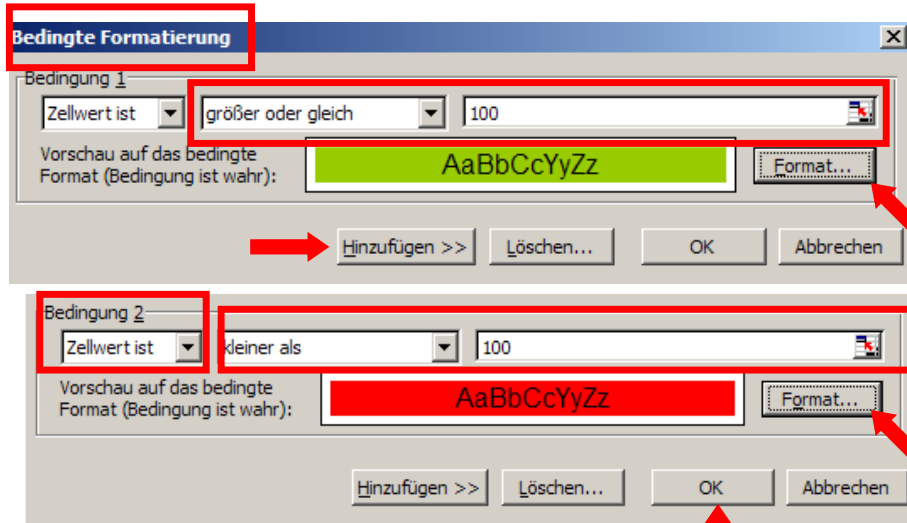 Bedingte Formatierung
Bedingung 1
Zellwert ist größer oder gleich 100
Vorschau auf das bedingte
Format (Bedingung ist wahr):
AaBbCcYyZz
Format...
Hinzufügen >> Löschen... OK Abbrechen
Bedingung 2
Zellwert ist kleiner als 100
Vorschau auf das bedingte
Format (Bedingung ist wahr):
AaBbCcYyZz
Format...
Hinzufügen >> Löschen... OK Abbrechen